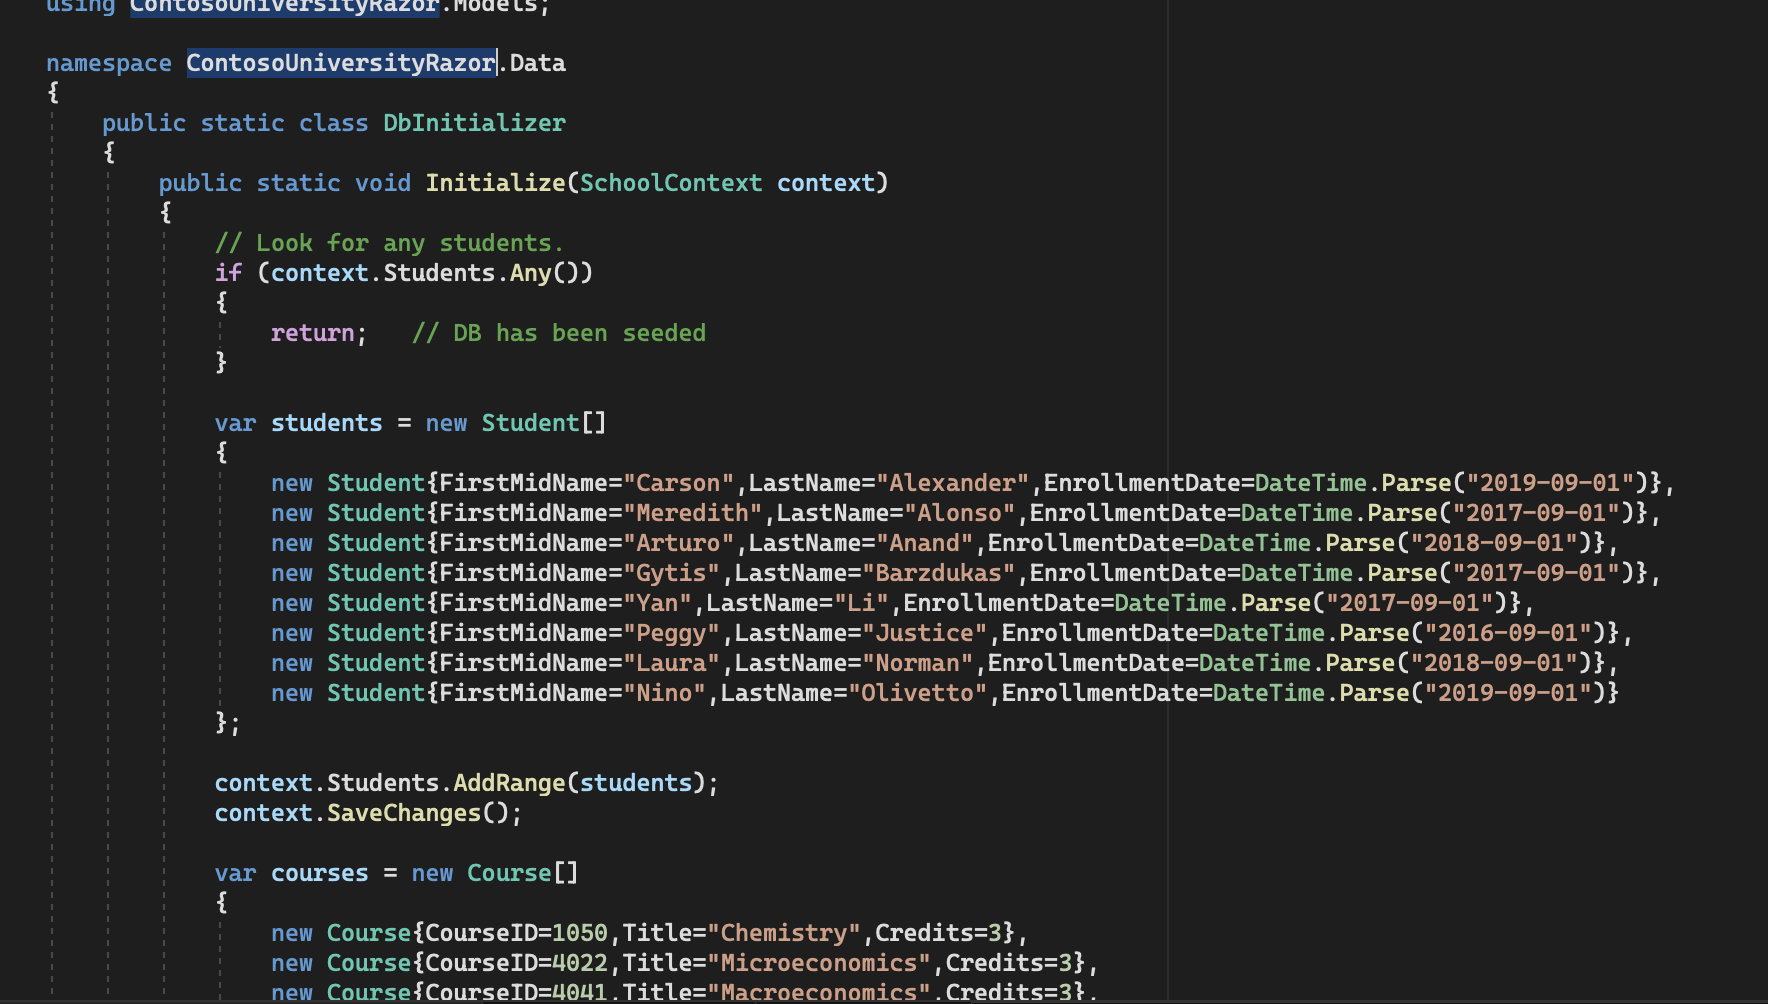 using ContosoUniversityRazor.Models;
namespace ContosoUniversityRazor.Data
{
public static class DbInitializer
{
public static void Initialize(SchoolContext context)
{
// Look for any students.
if (context.Students.Any())
{
return;   // DB has been seeded
}
var students = new Student[]
{
new Student{FirstMidName="Carson",LastName="Alexander",EnrollmentDate=DateTime.Parse("2019-09-01")},
new Student{FirstMidName="Meredith",LastName="Alonso",EnrollmentDate=DateTime.Parse("2017-09-01")},
new Student{FirstMidName="Arturo",LastName="Anand",EnrollmentDate=DateTime.Parse("2018-09-01")},
new Student{FirstMidName="Gytis",LastName="Barzdukas",EnrollmentDate=DateTime.Parse("2017-09-01")},
new Student{FirstMidName="Yan",LastName="Li",EnrollmentDate=DateTime.Parse("2017-09-01")},
new Student{FirstMidName="Peggy",LastName="Justice",EnrollmentDate=DateTime.Parse("2016-09-01")},
new Student{FirstMidName="Laura",LastName="Norman",EnrollmentDate=DateTime.Parse("2018-09-01")},
new Student{FirstMidName="Nino",LastName="Olivetto",EnrollmentDate=DateTime.Parse("2019-09-01")}
};
context.Students.AddRange(students);
context.SaveChanges();
var courses = new Course[]
{
new Course{CourseID=1050,Title="Chemistry",Credits=3},
new Course{CourseID=4022,Title="Microeconomics",Credits=3},
new Course{CourseID=4041,Title="Macroeconomics",Credits=3},